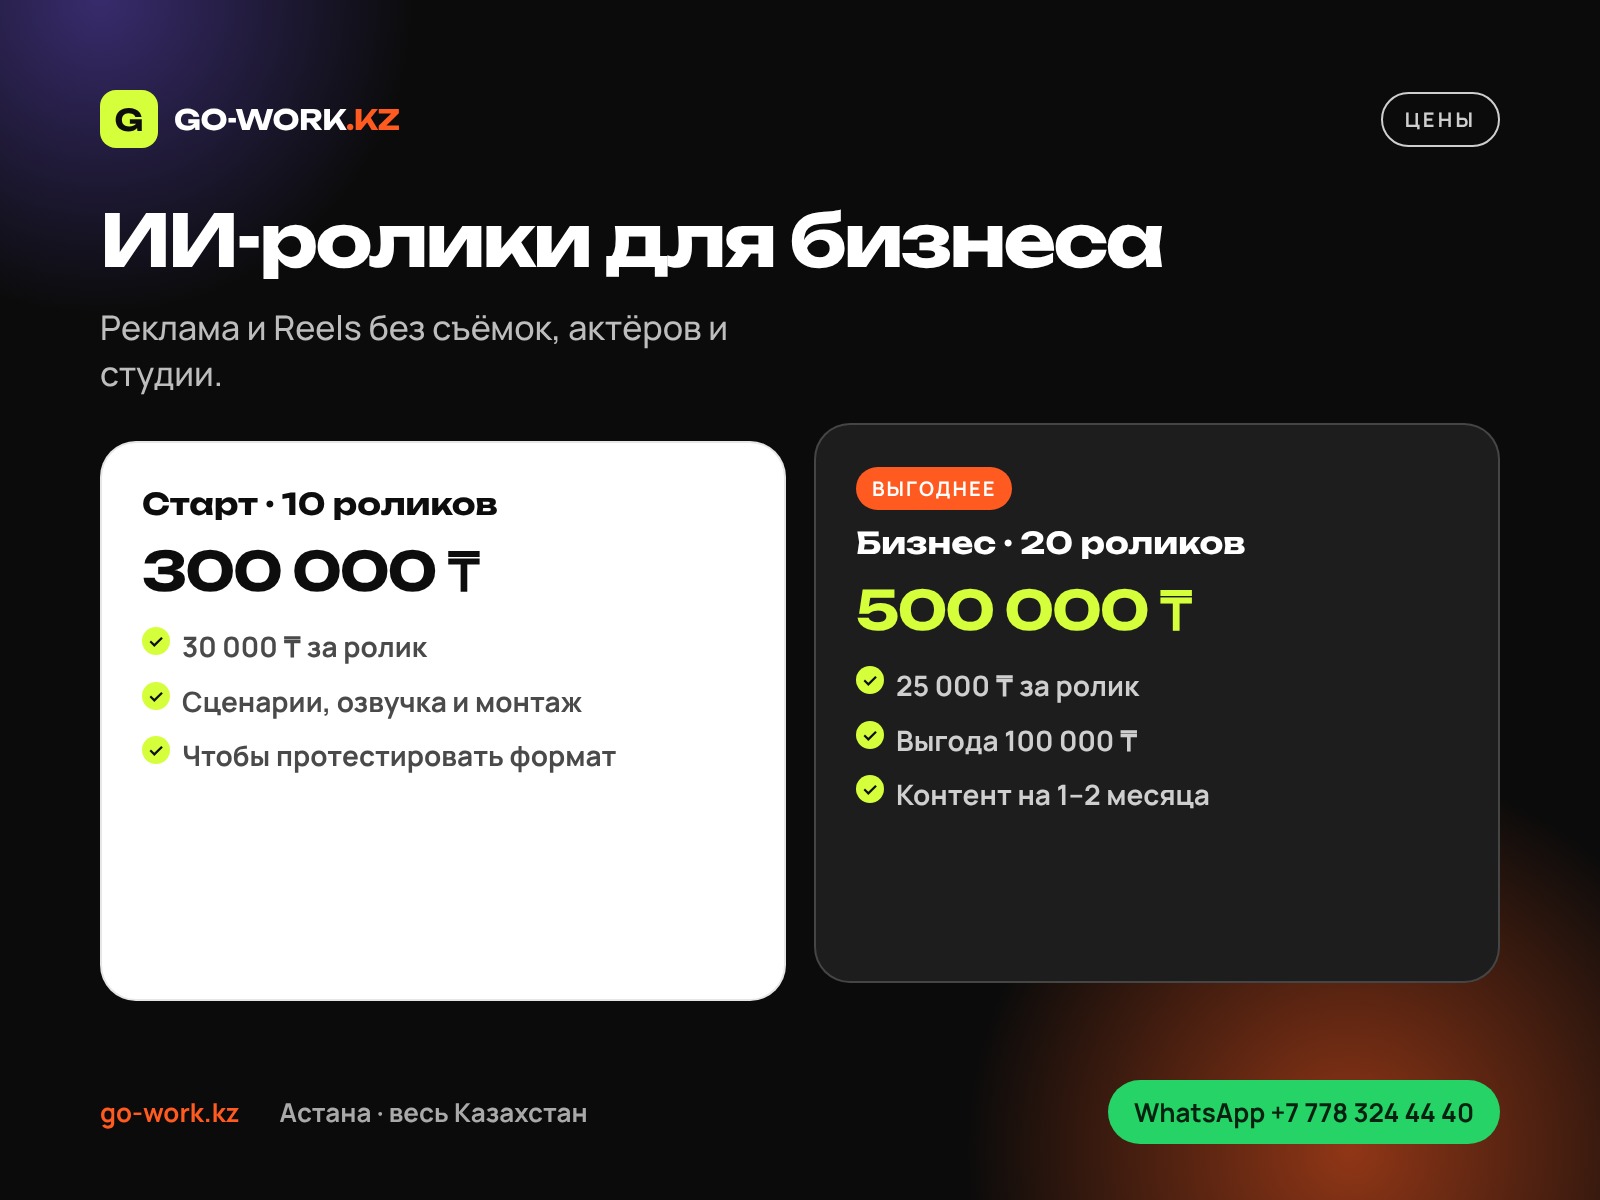 G GO-WORK.KZ
ЦЕНЫ
ИИ-ролики для бизнеса
Реклама и Reels без съёмок, актёров и
студии.
Старт · 10 роликов
300 000 ₸
30 000 ₸ за ролик
Сценарии, озвучка и монтаж
Чтобы протестировать формат
ВЫГОДНЕЕ
Бизнес · 20 роликов
500 000 ₸
25 000 ₸ за ролик
Выгода 100 000 ₸
Контент на 1–2 месяца
go-work.kz
Астана · весь Казахстан
WhatsApp +7 778 324 44 40